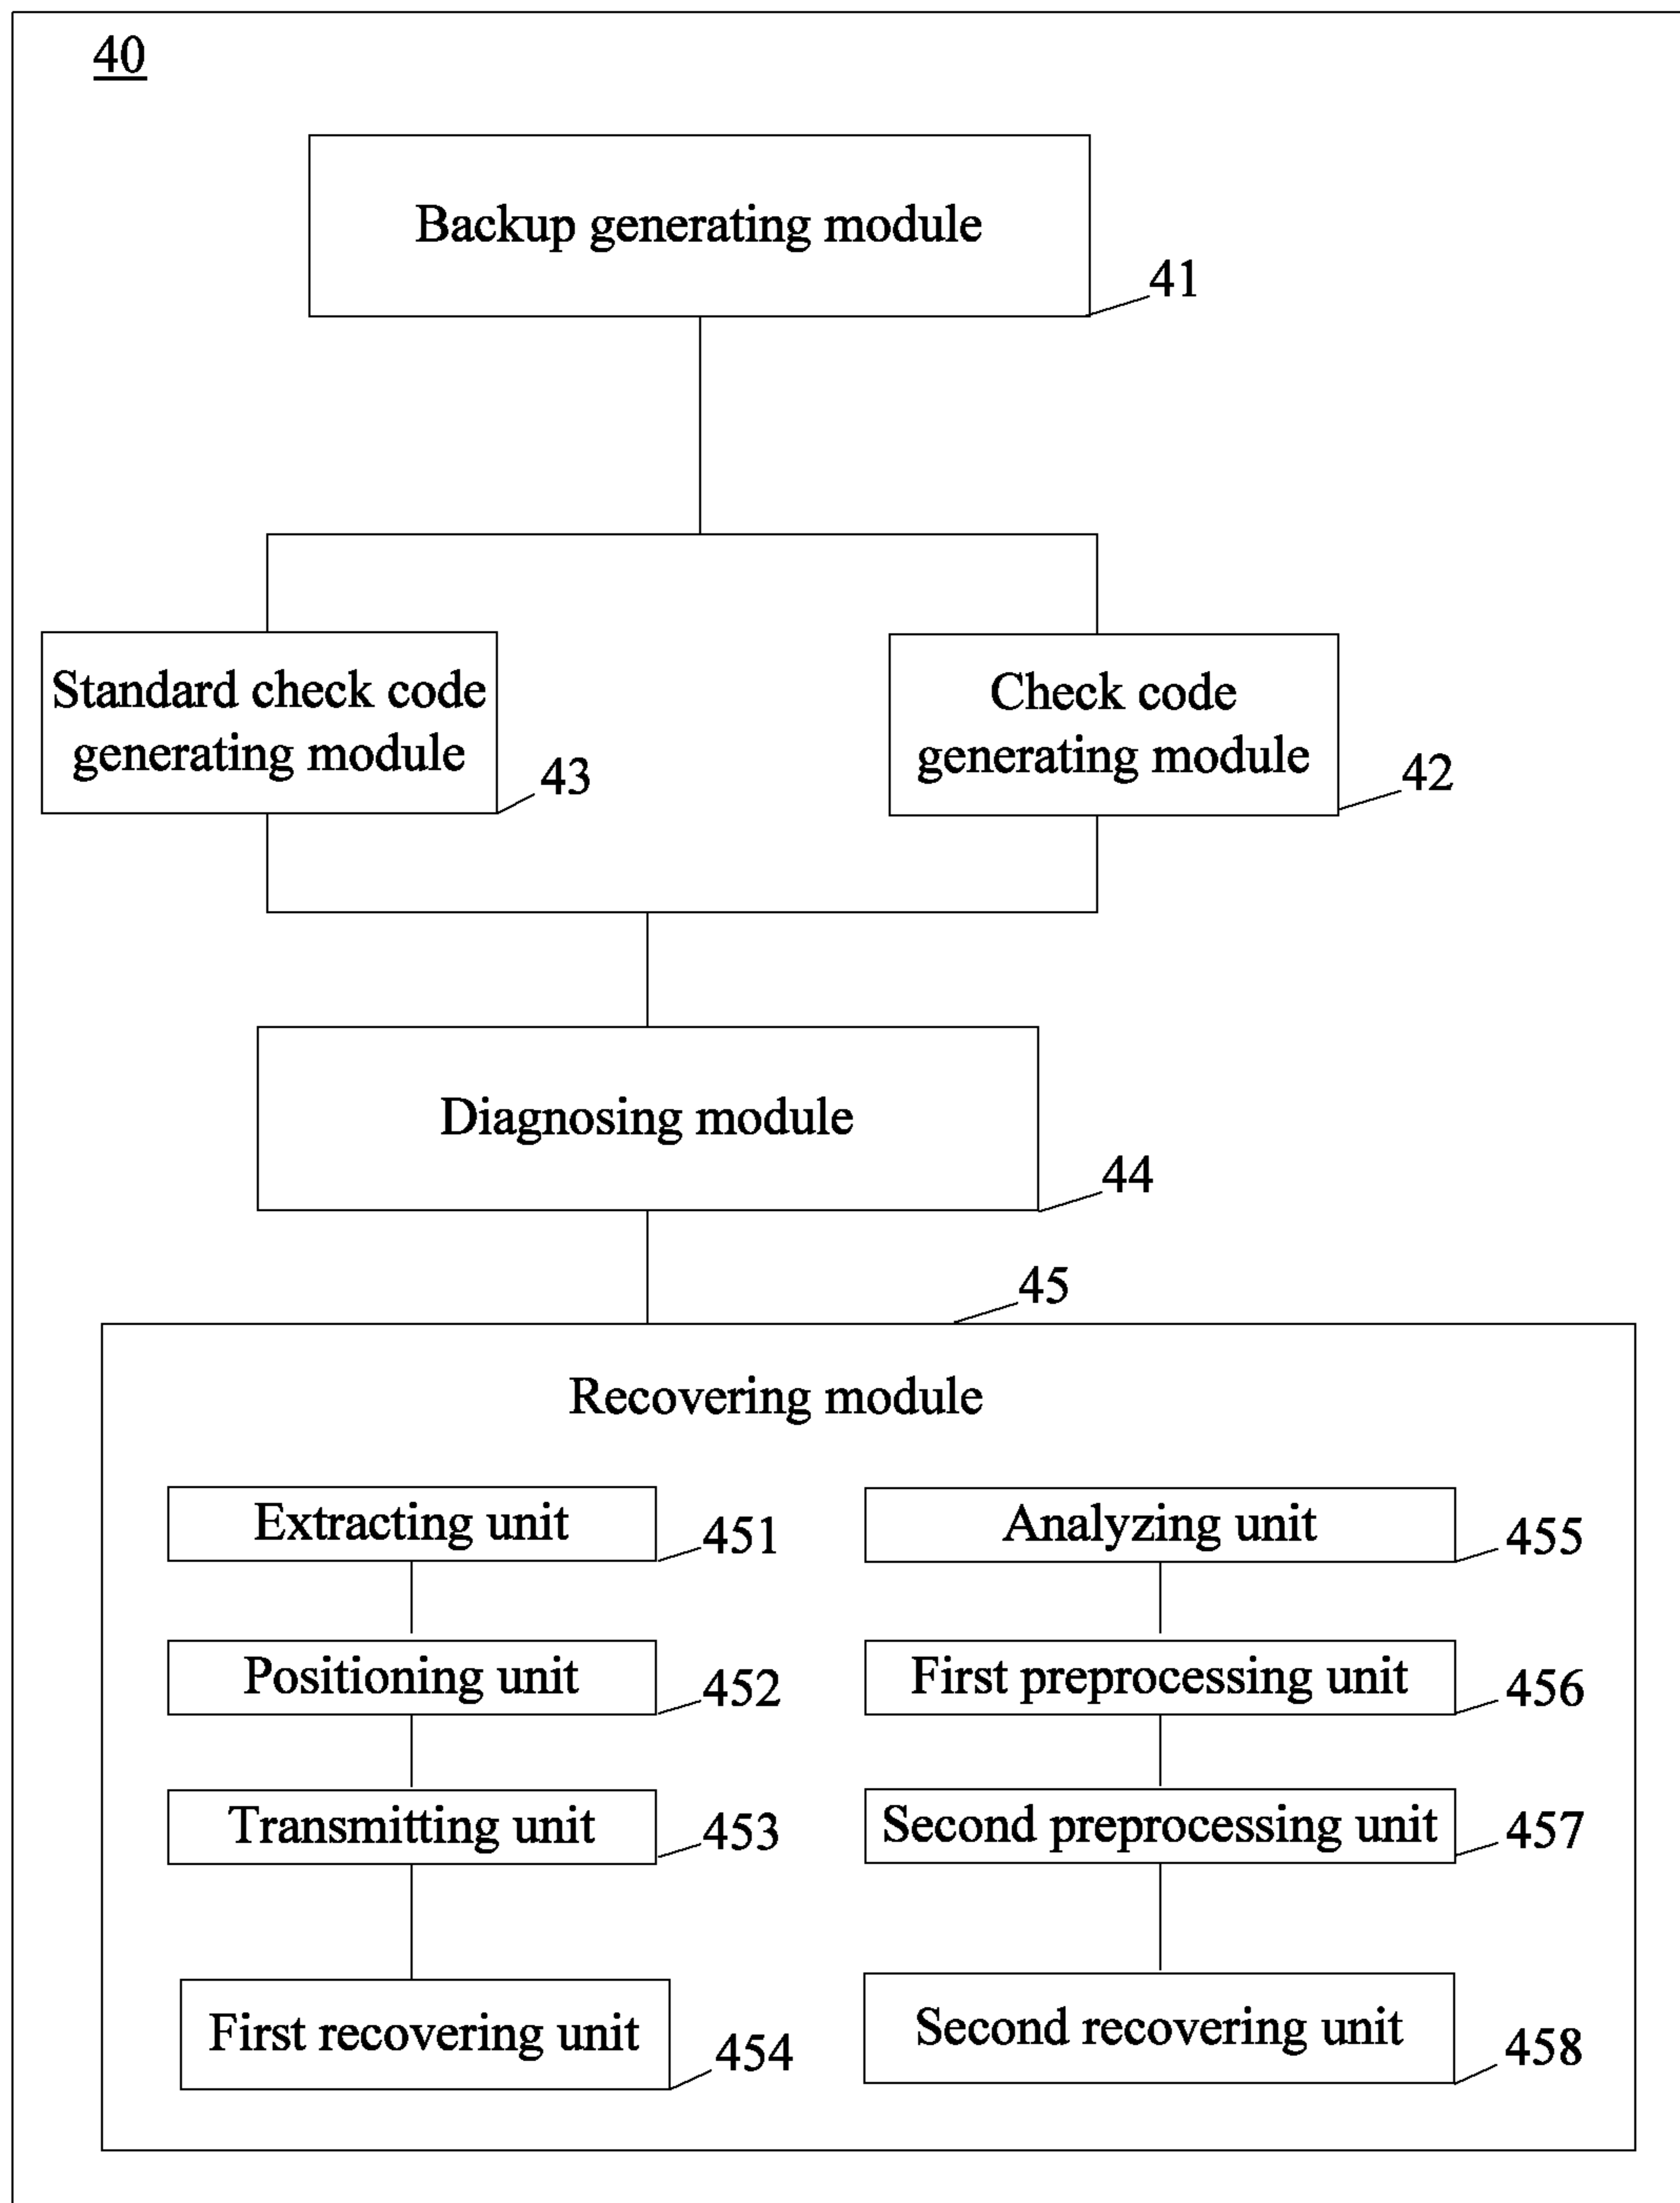 40
Backup generating module
41
Standard check code
generating module
43
Check code
generating module
42
Diagnosing module
44
45
Recovering module
Extracting unit
451
Analyzing unit
455
Positioning unit
452
First preprocessing unit
456
Transmitting unit
453
Second preprocessing unit
457
First recovering unit
454
Second recovering unit
458